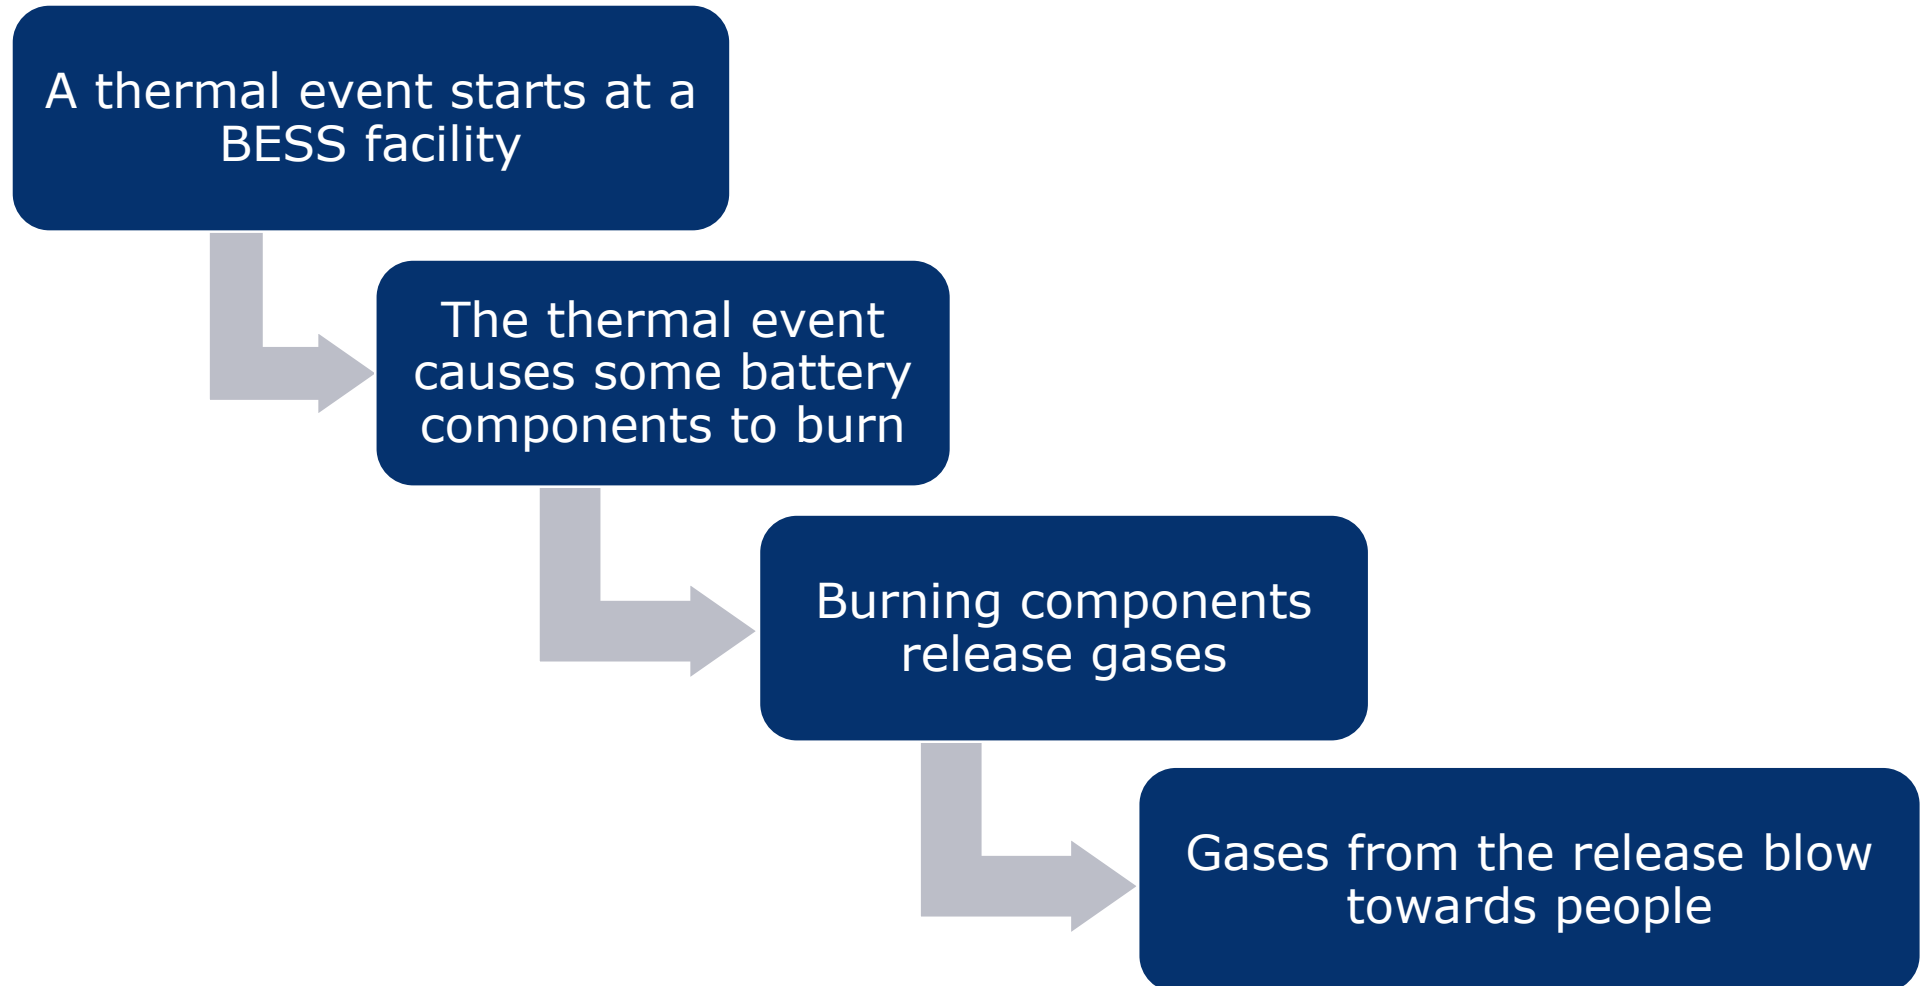 A thermal event starts at a
BESS facility
The thermal event
causes some battery
components to burn
Burning components
release gases
Gases from the release blow
towards people